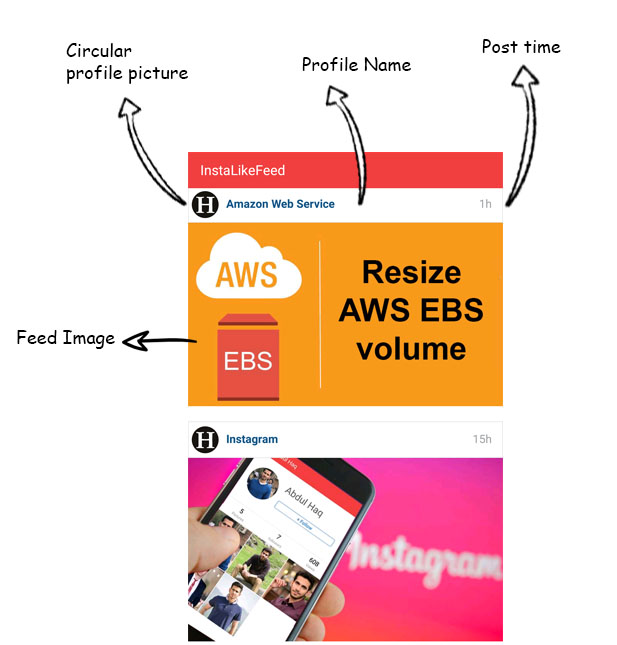 Circular
profile picture
Profile Name
Post time
InstaLikeFeed
H Amazon Web Service 1h
AWS
EBS
Resize
AWS EBS
volume
Feed Image
H Instagram 15h
Abdul Haq
5
7
608
+ Follow
Instagram